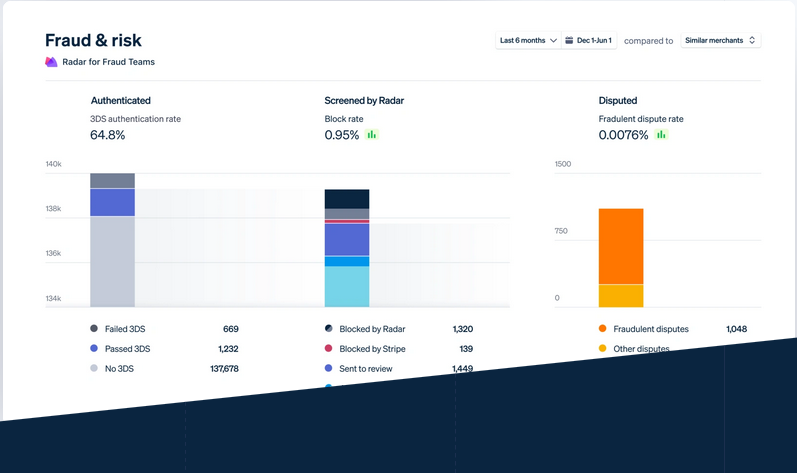 Fraud & risk
Last 6 months
Dec 1-Jun 1
compared to
Similar merchants
Radar for Fraud Teams
Authenticated
3DS authentication rate
64.8%
Screened by Radar
Block rate
0.95%
Disputed
Fradulent dispute rate
0.0076%
140k
138k
136k
134k
1500
750
0
Failed 3DS 669
Passed 3DS 1,232
No 3DS 137,678
Blocked by Radar 1,320
Blocked by Stripe 139
Sent to review 1,449
Fraudulent disputes 1,048
Other disputes